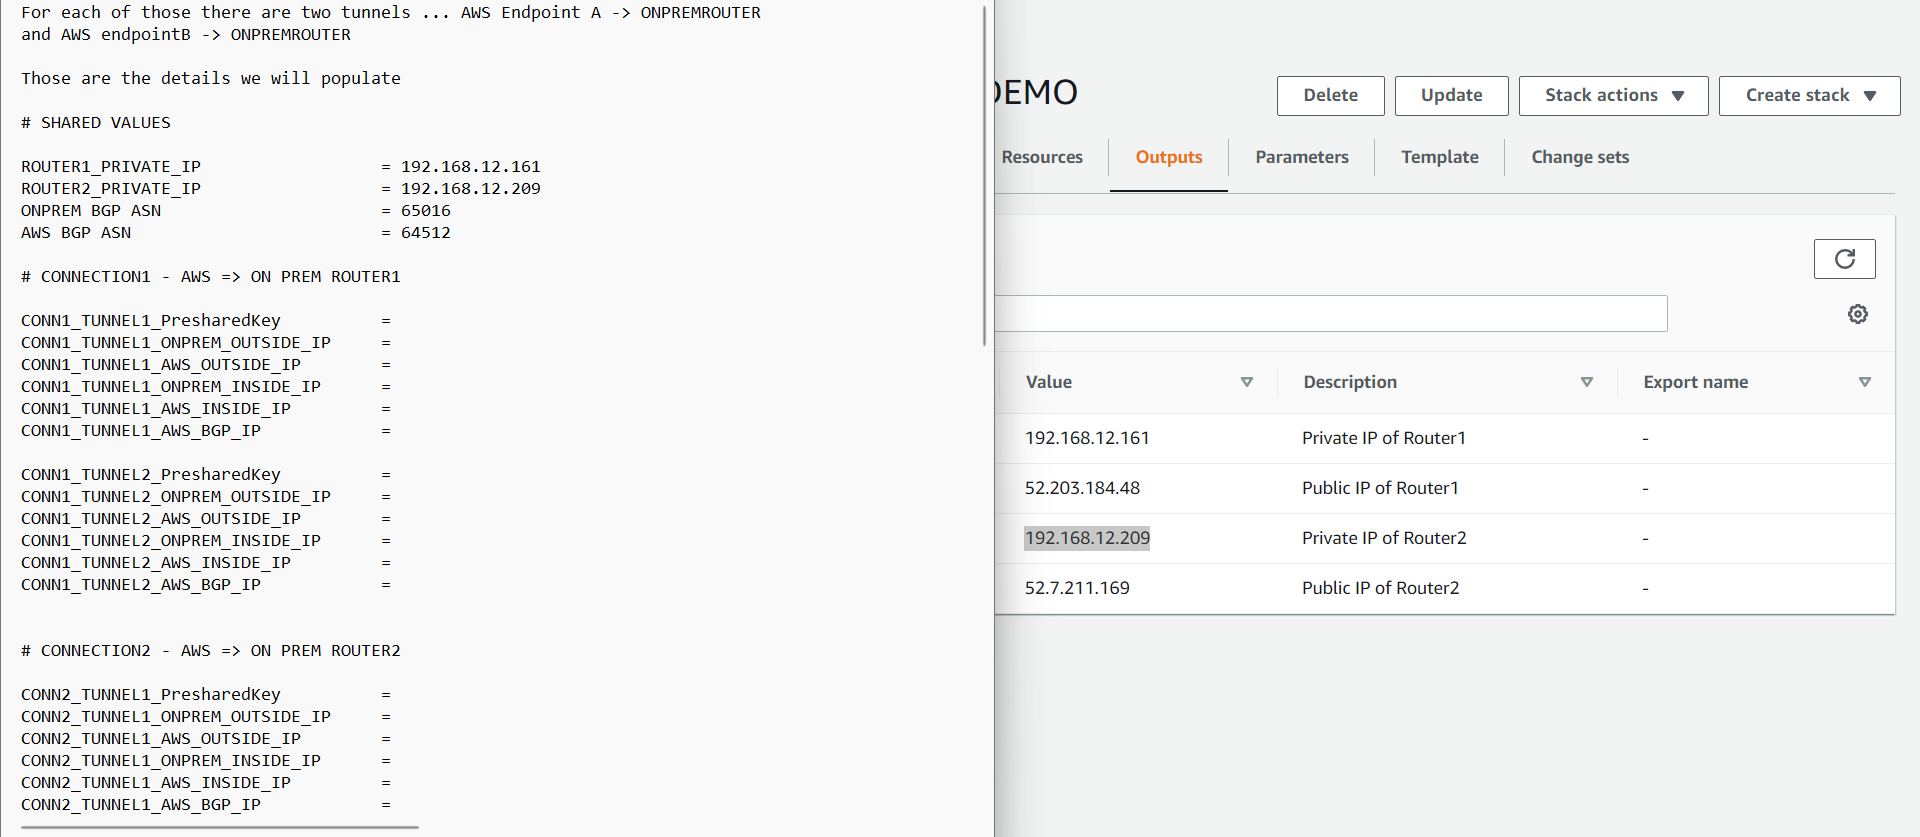 For each of those there are two tunnels ... AWS Endpoint A -> ONPREMROUTER
and AWS endpointB -> ONPREMROUTER
Those are the details we will populate
# SHARED VALUES
ROUTER1_PRIVATE_IP = 192.168.12.161
ROUTER2_PRIVATE_IP = 192.168.12.209
ONPREM BGP ASN = 65016
AWS BGP ASN = 64512
# CONNECTION1 - AWS => ON PREM ROUTER1
CONN1_TUNNEL1_PresharedKey =
CONN1_TUNNEL1_ONPREM_OUTSIDE_IP =
CONN1_TUNNEL1_AWS_OUTSIDE_IP =
CONN1_TUNNEL1_ONPREM_INSIDE_IP =
CONN1_TUNNEL1_AWS_INSIDE_IP =
CONN1_TUNNEL1_AWS_BGP_IP =
CONN1_TUNNEL2_PresharedKey =
CONN1_TUNNEL2_ONPREM_OUTSIDE_IP =
CONN1_TUNNEL2_AWS_OUTSIDE_IP =
CONN1_TUNNEL2_ONPREM_INSIDE_IP =
CONN1_TUNNEL2_AWS_INSIDE_IP =
CONN1_TUNNEL2_AWS_BGP_IP =
# CONNECTION2 - AWS => ON PREM ROUTER2
CONN2_TUNNEL1_PresharedKey =
CONN2_TUNNEL1_ONPREM_OUTSIDE_IP =
CONN2_TUNNEL1_AWS_OUTSIDE_IP =
CONN2_TUNNEL1_ONPREM_INSIDE_IP =
CONN2_TUNNEL1_AWS_INSIDE_IP =
CONN2_TUNNEL1_AWS_BGP_IP =
DEMO
Delete Update Stack actions Create stack
Resources Outputs Parameters Template Change sets
Value Description Export name
192.168.12.161 Private IP of Router1 -
52.203.184.48 Public IP of Router1 -
192.168.12.209 Private IP of Router2 -
52.7.211.169 Public IP of Router2 -